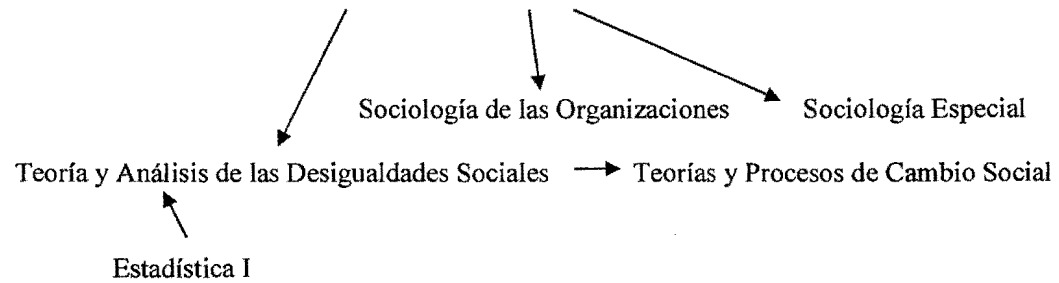 Sociología de las Organizaciones Sociología Especial
Teoría y Análisis de las Desigualdades Sociales Teorías y Procesos de Cambio Social
Estadística I